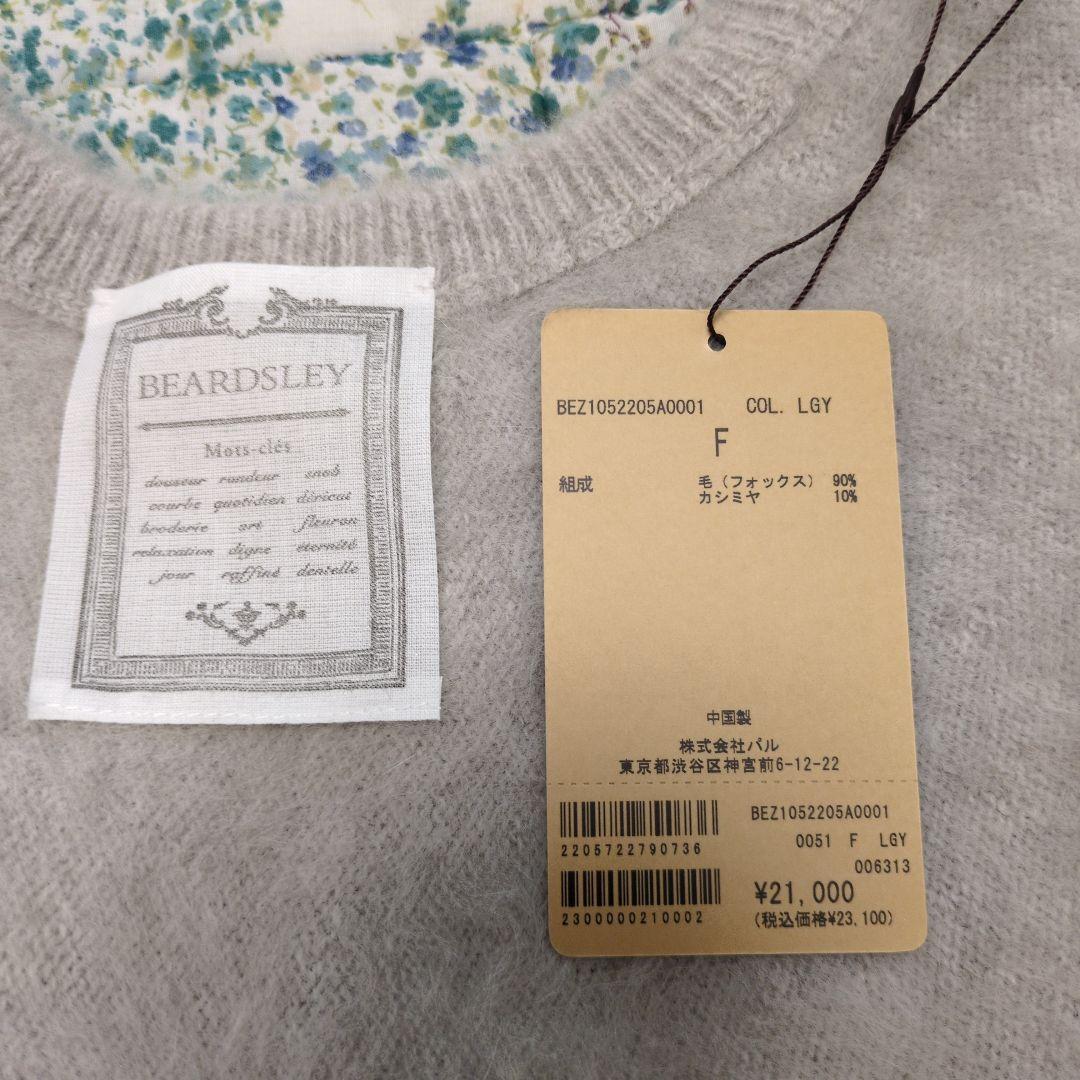 BEARDSLEY
Mots-clés
douseur rondeur snob
courbe quotidien déricat
broderie art fleuron
relaxation digne éternité
jour raffiné dentelle
BEZ1052205A0001 COL. LGY
F
組成 毛(フォックス) 90%
カシミヤ 10%
中国製
株式会社パル
東京都渋谷区神宮前6-12-22
BEZ1052205A0001
0051 F LGY
006313
2205722790736
¥21,000
2300000210002
(税込価格¥23,100)